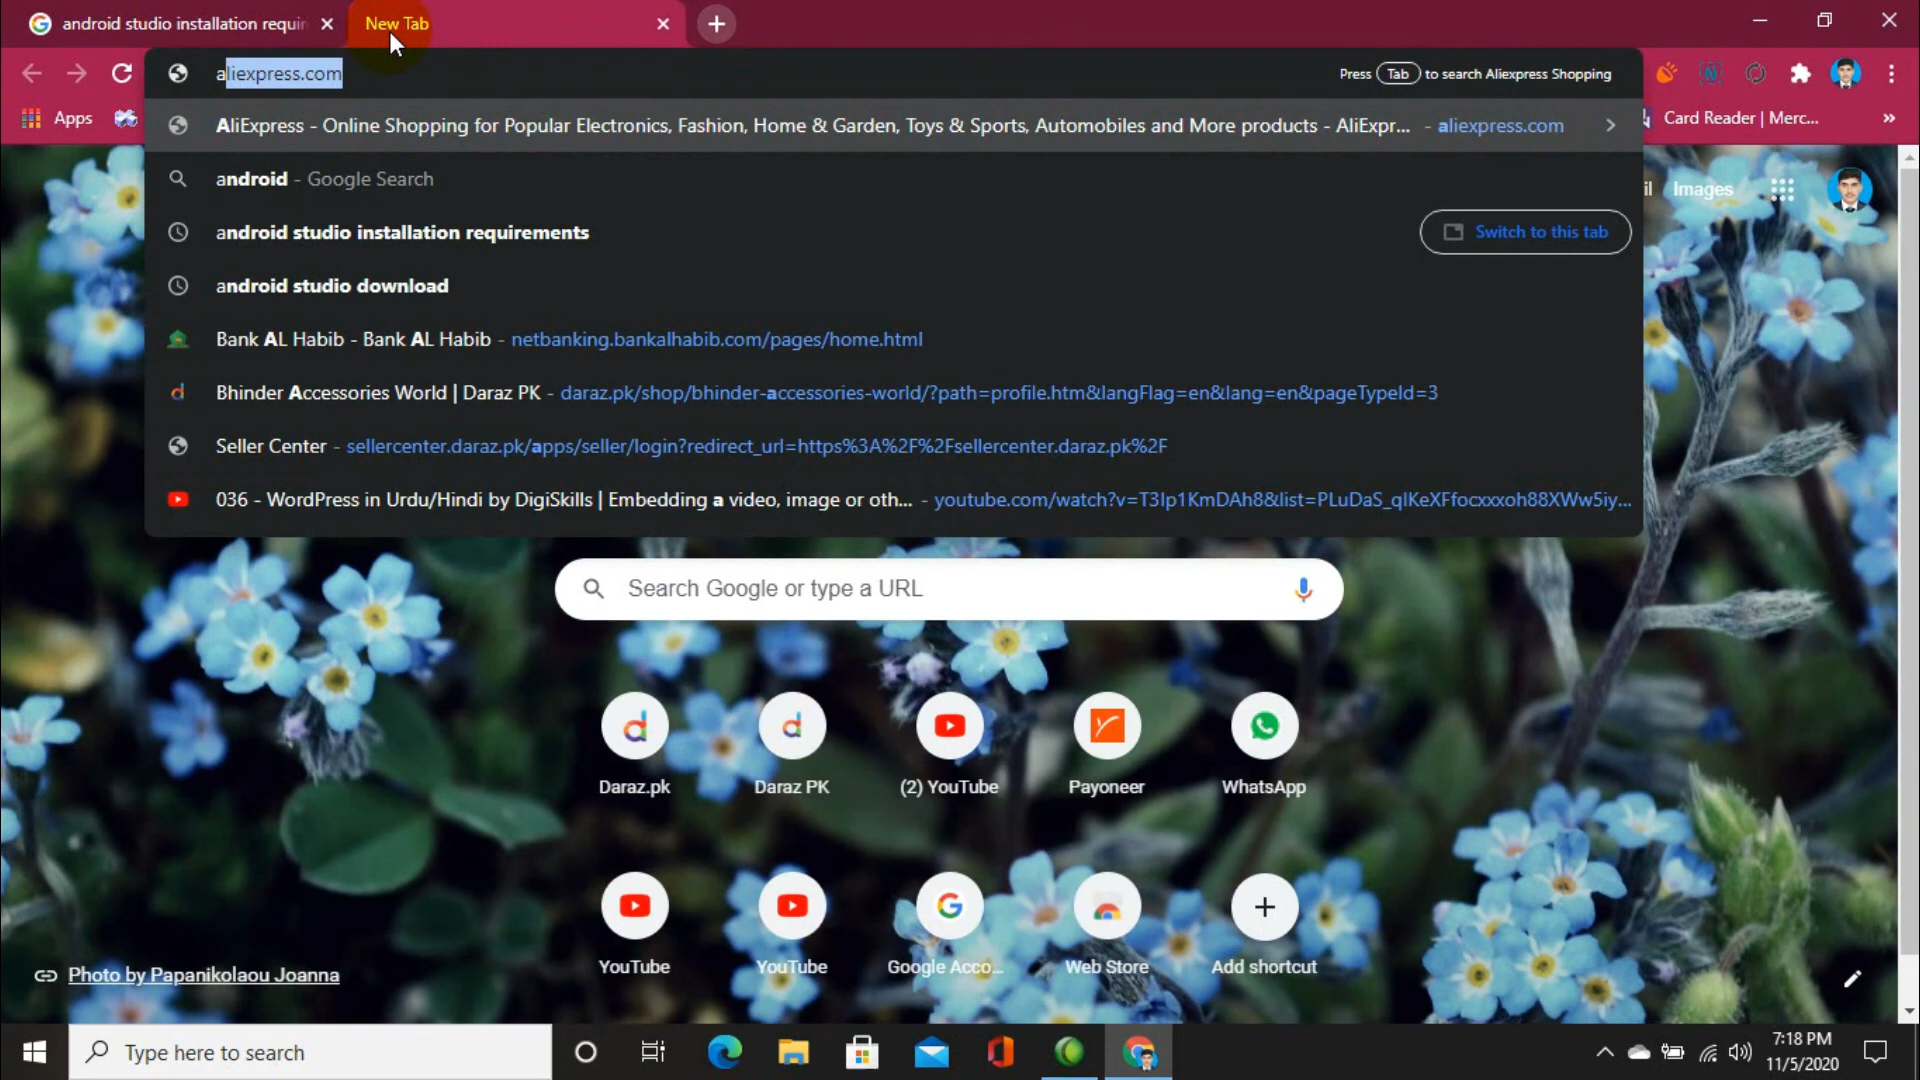 android studio installation requir
New Tab
aliexpress.com
Press Tab to search Aliexpress Shopping
Apps
Card Reader | Merc...
»
AliExpress - Online Shopping for Popular Electronics, Fashion, Home & Garden, Toys & Sports, Automobiles and More products - AliExpr... - aliexpress.com
android - Google Search
il Images
android studio installation requirements
Switch to this tab
android studio download
Bank AL Habib - Bank AL Habib - netbanking.bankalhabib.com/pages/home.html
Bhinder Accessories World | Daraz PK - daraz.pk/shop/bhinder-accessories-world/?path=profile.htm&langFlag=en&lang=en&pageTypeId=3
Seller Center - sellercenter.daraz.pk/apps/seller/login?redirect_url=https%3A%2F%2Fsellercenter.daraz.pk%2F
036 - WordPress in Urdu/Hindi by DigiSkills | Embedding a video, image or oth... - youtube.com/watch?v=T3Ip1KmDAh8&list=PLuDaS_qIKeXFfocxxxoh88XWw5iy...
Search Google or type a URL
Daraz.pk
Daraz PK
(2) YouTube
Payoneer
WhatsApp
YouTube
YouTube
Google Acco...
Web Store
Add shortcut
Photo by Papanikolaou Joanna
Type here to search
7:18 PM
11/5/2020